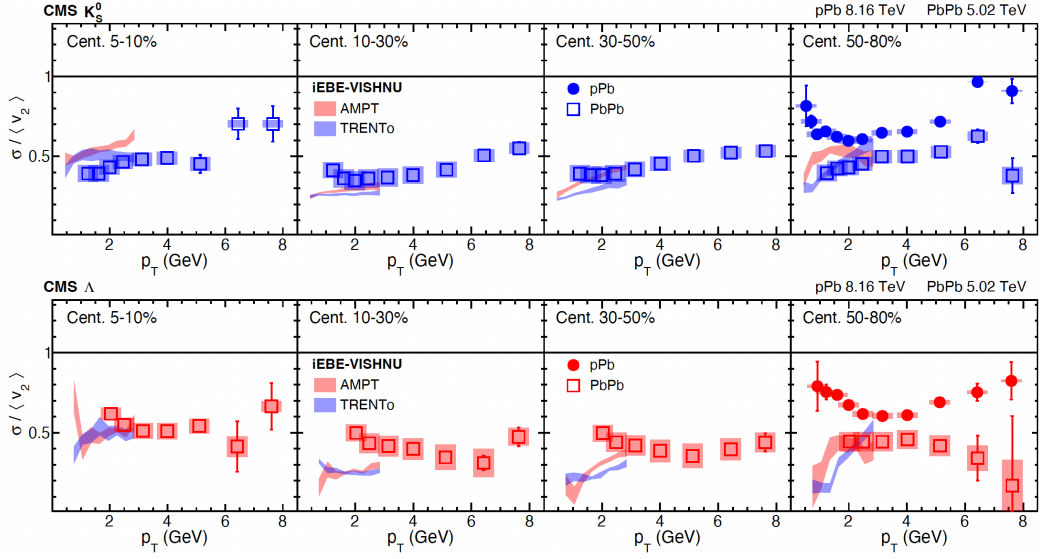 CMS K⁰S
pPb 8.16 TeV PbPb 5.02 TeV
Cent. 5-10%
Cent. 10-30%
Cent. 30-50%
Cent. 50-80%
iEBE-VISHNU
AMPT
TRENTo
pPb
PbPb
σ / ⟨ v₂ ⟩
1
0.5
2 4 6 8
2 4 6 8
2 4 6 8
2 4 6 8
pT (GeV)
pT (GeV)
pT (GeV)
pT (GeV)
CMS Λ
pPb 8.16 TeV PbPb 5.02 TeV
Cent. 5-10%
Cent. 10-30%
Cent. 30-50%
Cent. 50-80%
iEBE-VISHNU
AMPT
TRENTo
pPb
PbPb
σ / ⟨ v₂ ⟩
1
0.5
2 4 6 8
2 4 6 8
2 4 6 8
2 4 6 8
pT (GeV)
pT (GeV)
pT (GeV)
pT (GeV)